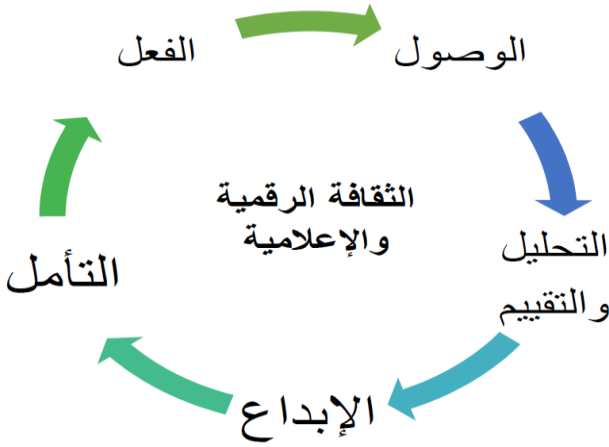 الوصول
الفعل
الثقافة الرقمية
والإعلامية
التحليل
والتقييم
التأمل
الإبداع